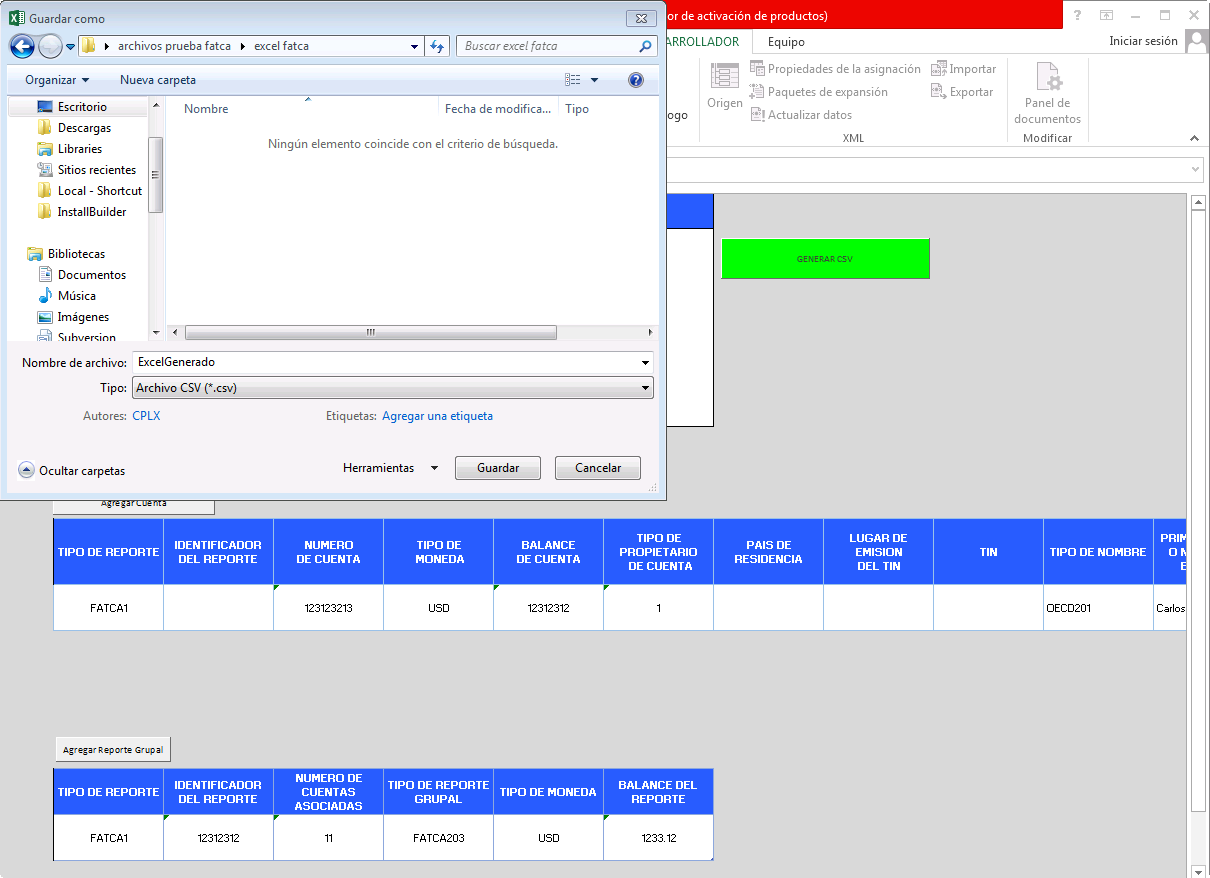 Guardar como
or de activación de productos)
archivos prueba fatca
excel fatca
Buscar excel fatca
ARROLLADOR
Equipo
Iniciar sesión
Organizar
Nueva carpeta
Propiedades de la asignación
Paquetes de expansión
Actualizar datos
Importar
Exportar
Origen
ogo
XML
Panel de
documentos
Modificar
Escritorio
Descargas
Libraries
Sitios recientes
Local - Shortcut
InstallBuilder
Bibliotecas
Documentos
Música
Imágenes
Subversion
Nombre
Fecha de modifica...
Tipo
Ningún elemento coincide con el criterio de búsqueda.
Nombre de archivo:
ExcelGenerado
Tipo:
Archivo CSV (*.csv)
Autores:
CPLX
Etiquetas:
Agregar una etiqueta
Ocultar carpetas
Herramientas
Guardar
Cancelar
GENERAR CSV
Agregar Cuenta
TIPO DE REPORTE
IDENTIFICADOR
DEL REPORTE
NUMERO
DE CUENTA
TIPO DE
MONEDA
BALANCE
DE CUENTA
TIPO DE
PROPIETARIO
DE CUENTA
PAIS DE
RESIDENCIA
LUGAR DE
EMISION
DEL TIN
TIN
TIPO DE NOMBRE
PRIM
O N
E
FATCA1
123123213
USD
12312312
1
OECD201
Carlos
Agregar Reporte Grupal
TIPO DE REPORTE
IDENTIFICADOR
DEL REPORTE
NUMERO DE
CUENTAS
ASOCIADAS
TIPO DE REPORTE
GRUPAL
TIPO DE MONEDA
BALANCE DEL
REPORTE
FATCA1
12312312
11
FATCA203
USD
1233.12